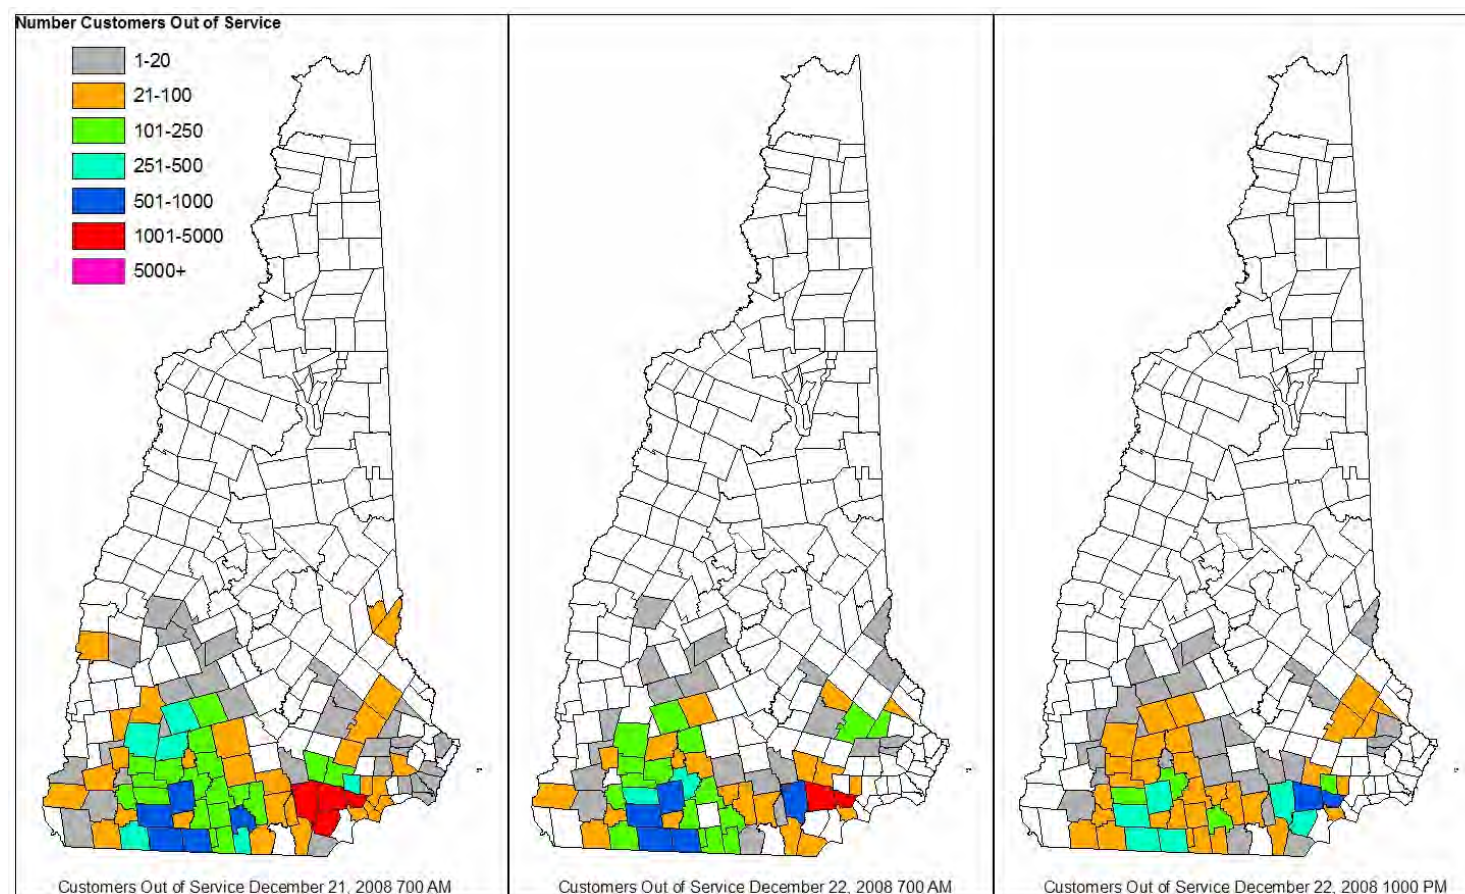 Number Customers Out of Service
1-20
21-100
101-250
251-500
501-1000
1001-5000
5000+
Customers Out of Service December 21, 2008 700 AM
Customers Out of Service December 22, 2008 700 AM
Customers Out of Service December 22, 2008 1000 PM